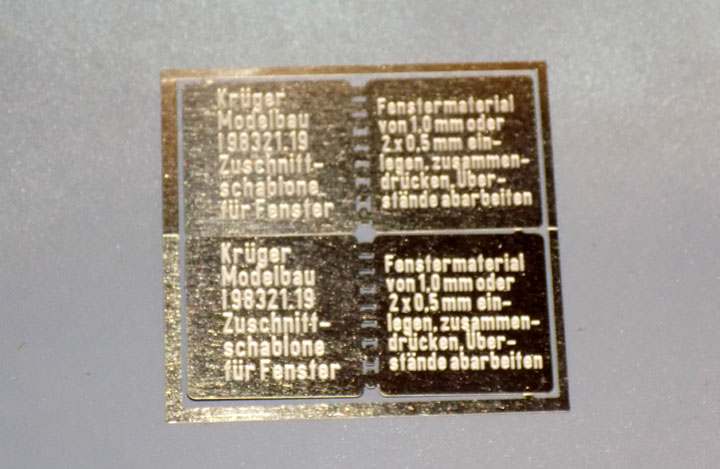 Krüger
Modelbau
198321.19
Zuschnitt-
schablone
für Fenster
Fenstermaterial
von 1,0 mm oder
2 x 0,5 mm ein-
legen, zusammen-
drücken, Über-
stände abarbeiten
Krüger
Modelbau
198321.19
Zuschnitt-
schablone
für Fenster
Fenstermaterial
von 1,0 mm oder
2 x 0,5 mm ein-
legen, zusammen-
drücken, Über-
stände abarbeiten